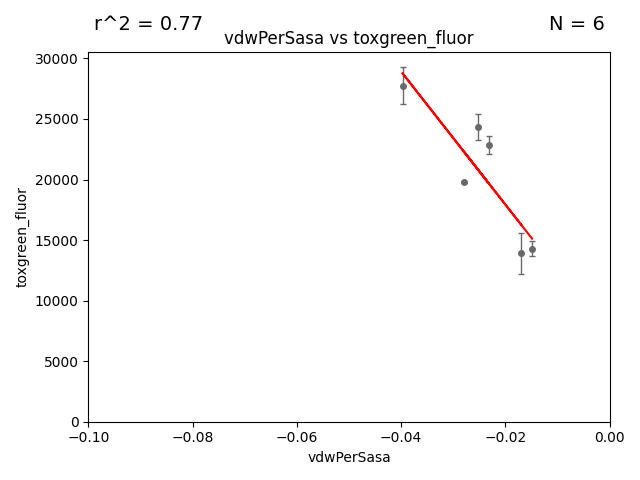 r^2 = 0.77
N = 6
vdwPerSasa vs toxgreen_fluor
30000
25000
20000
15000
10000
5000
0
toxgreen_fluor
−0.10
−0.08
−0.06
−0.04
−0.02
0.00
vdwPerSasa